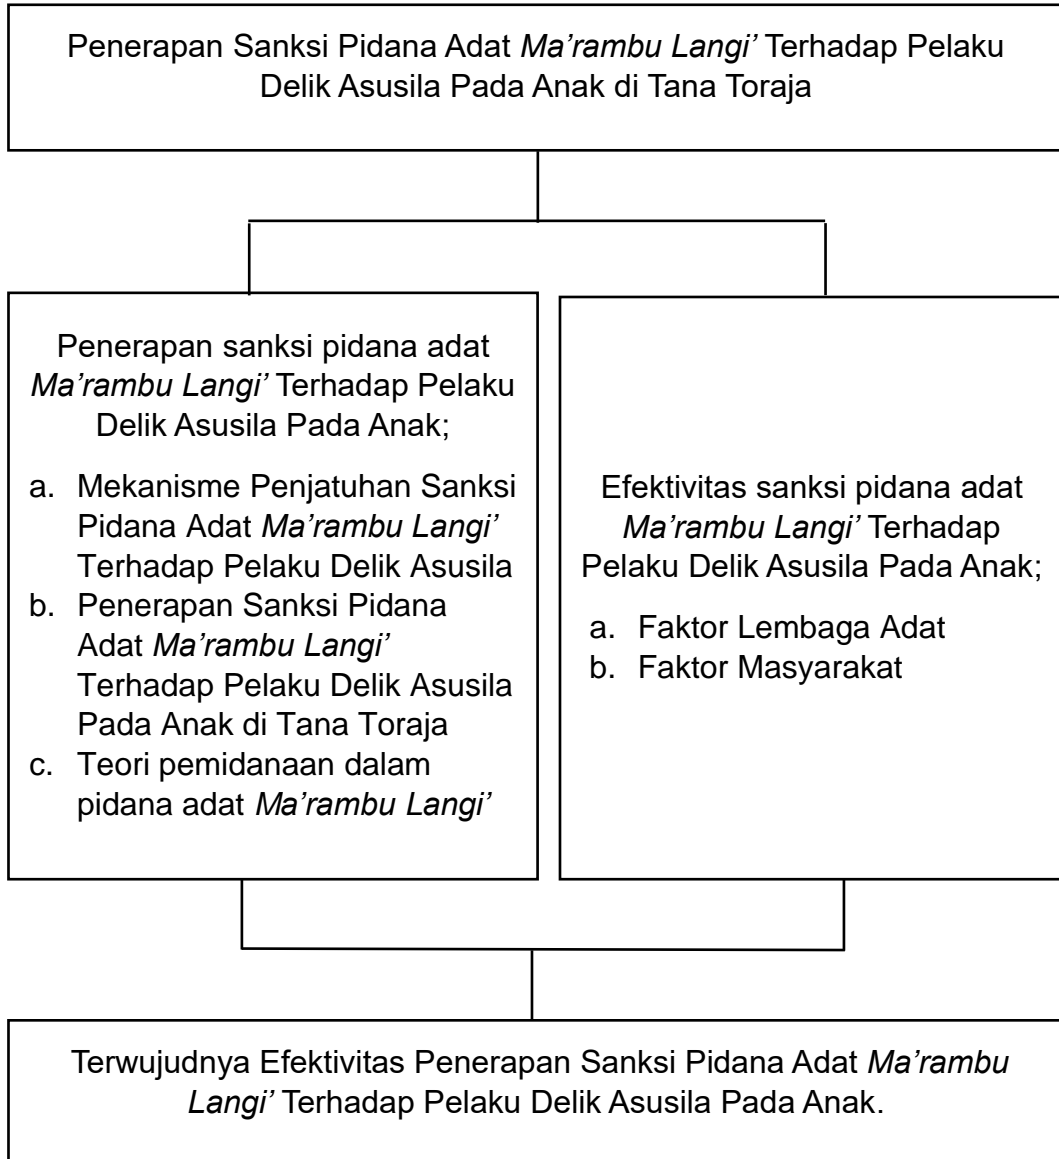 Penerapan Sanksi Pidana Adat Ma’rambu Langi’ Terhadap Pelaku
Delik Asusila Pada Anak di Tana Toraja
Penerapan sanksi pidana adat
Ma’rambu Langi’ Terhadap Pelaku
Delik Asusila Pada Anak;
a. Mekanisme Penjatuhan Sanksi
Pidana Adat Ma’rambu Langi’
Terhadap Pelaku Delik Asusila
b. Penerapan Sanksi Pidana
Adat Ma’rambu Langi’
Terhadap Pelaku Delik Asusila
Pada Anak di Tana Toraja
c. Teori pemidanaan dalam
pidana adat Ma’rambu Langi’
Efektivitas sanksi pidana adat
Ma’rambu Langi’ Terhadap
Pelaku Delik Asusila Pada Anak;
a. Faktor Lembaga Adat
b. Faktor Masyarakat
Terwujudnya Efektivitas Penerapan Sanksi Pidana Adat Ma’rambu
Langi’ Terhadap Pelaku Delik Asusila Pada Anak.